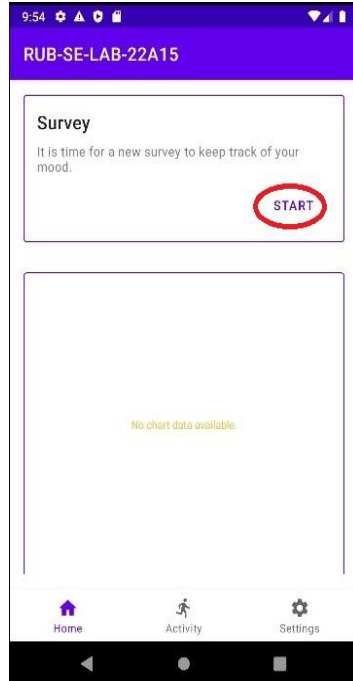 9:54
RUB-SE-LAB-22A15
Survey
It is time for a new survey to keep track of your
mood.
START
No chart data available.
Home Activity Settings